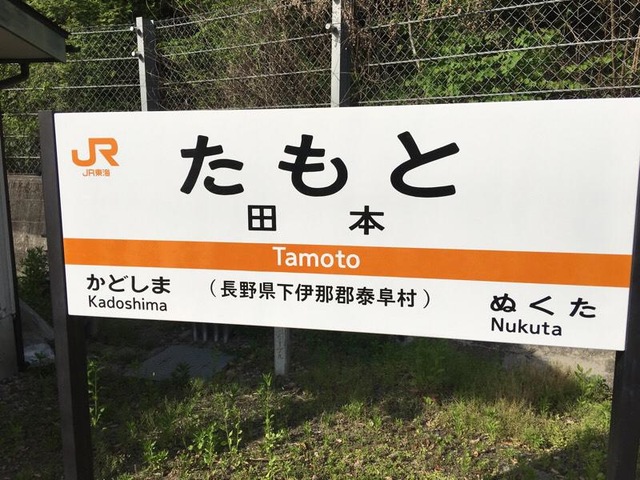 JR
JR東海
たもと
田本
Tamoto
かどしま
Kadoshima
（長野県下伊那郡泰阜村）
ぬくた
Nukuta